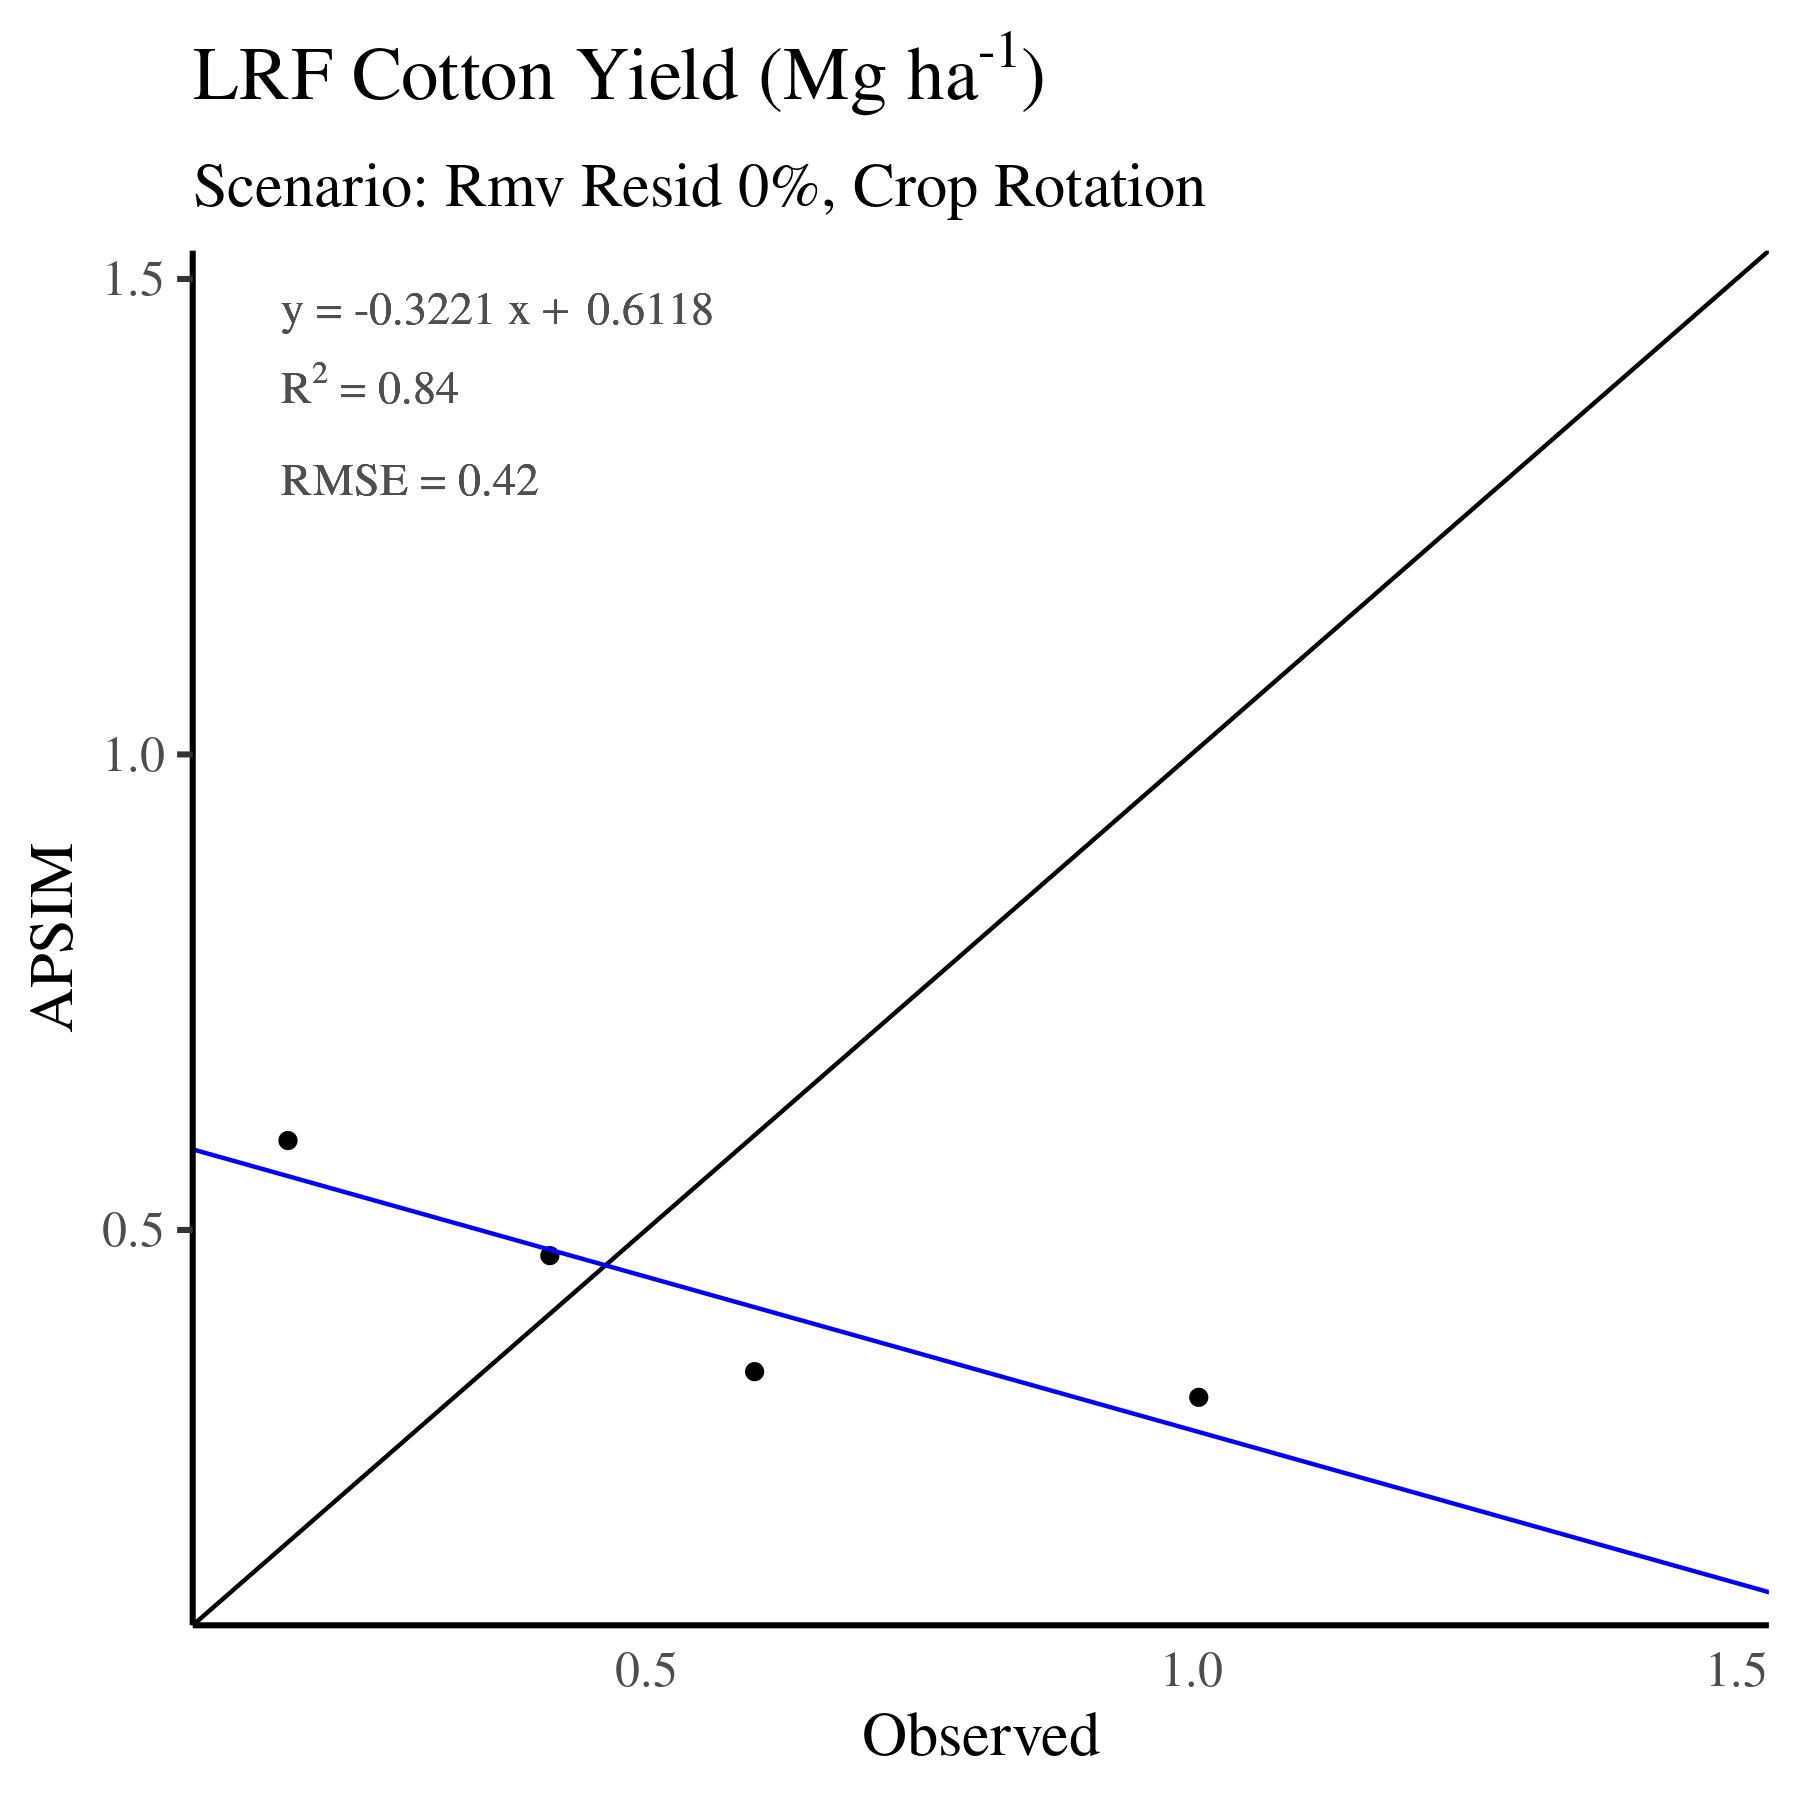 LRF Cotton Yield (Mg ha⁻¹)
Scenario: Rmv Resid 0%, Crop Rotation
1.5
y = -0.3221 x + 0.6118
R² = 0.84
RMSE = 0.42
1.0
APSIM
0.5
0.5 1.0 1.5
Observed